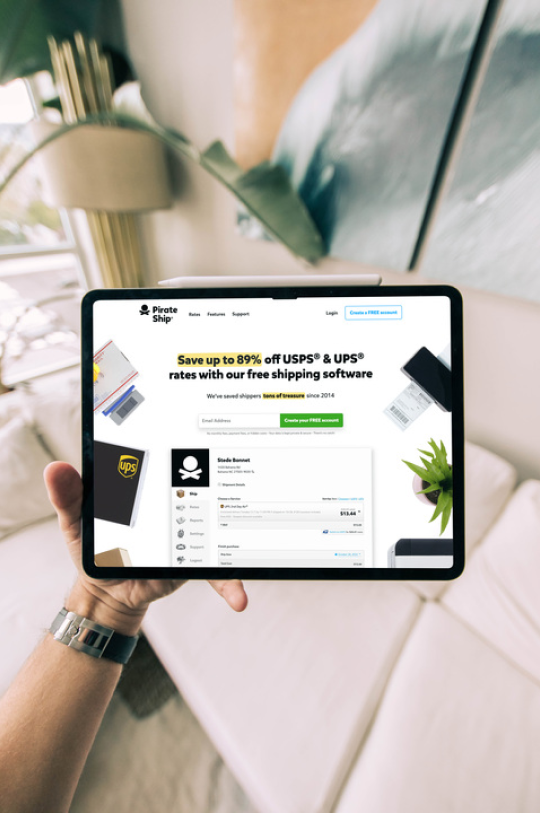 Pirate
Ship
Rates Features Support Login Create a FREE account
Save up to 89% off USPS® & UPS®
rates with our free shipping software
We've saved shippers tons of treasure since 2014
Email Address Create your FREE account
ups
Stede Bonnet
Shipment Details
Ship
Rates
Reports
Settings
Support
Logout
$13.44